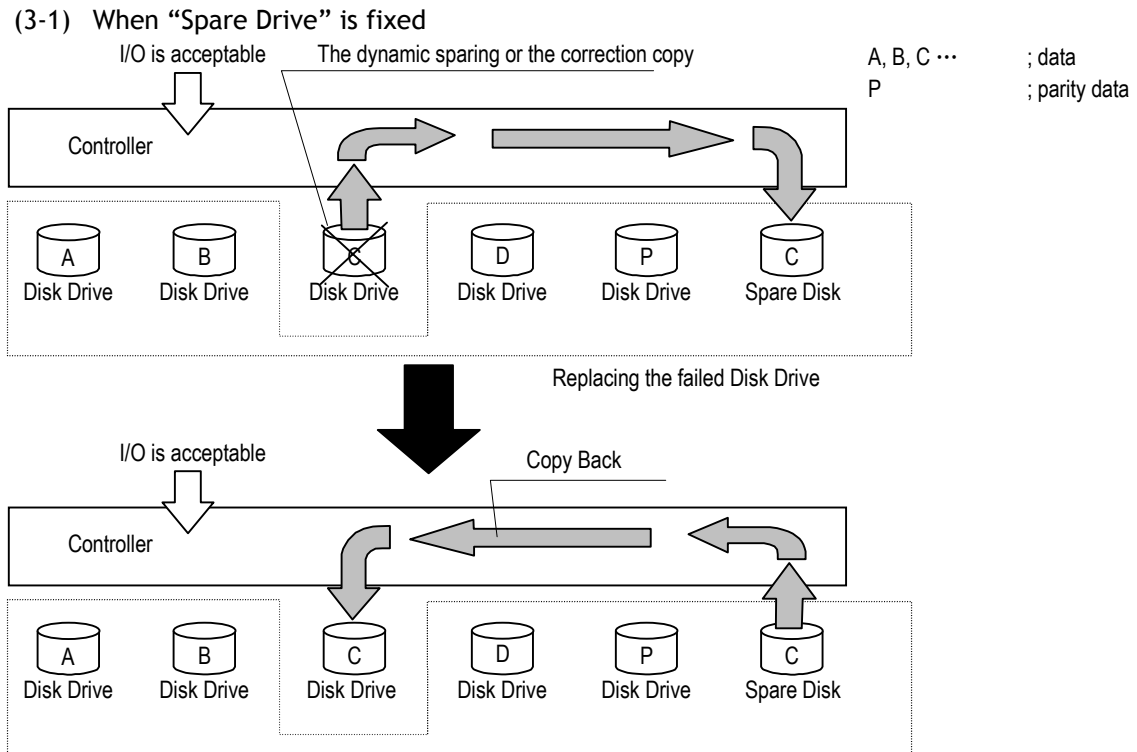 (3-1) When “Spare Drive” is fixed
I/O is acceptable The dynamic sparing or the correction copy
A, B, C ⋯ ; data
P ; parity data
Controller
A B C D P C
Disk Drive Disk Drive Disk Drive Disk Drive Disk Drive Spare Disk
Replacing the failed Disk Drive
I/O is acceptable Copy Back
Controller
A B C D P C
Disk Drive Disk Drive Disk Drive Disk Drive Disk Drive Spare Disk